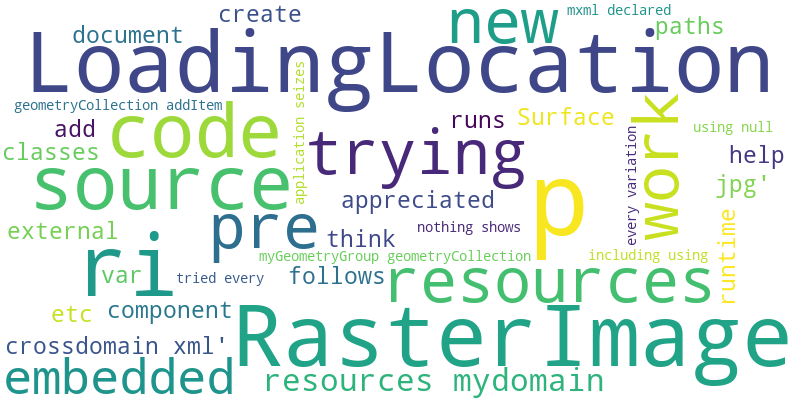 create
mxml declared
document
new
paths
LoadingLocation
geometryCollection addItem
application seizes
code
add
runs
Surface
work
using null
classes
trying
every variation
help
source
p
jpg'
appreciated
pre
nothing shows
external
think
runtime
ri
var
myGeometryGroup geometryCollection
including using
tried every
follows
resources
etc
component
RasterImage
crossdomain xml'
embedded
resources mydomain